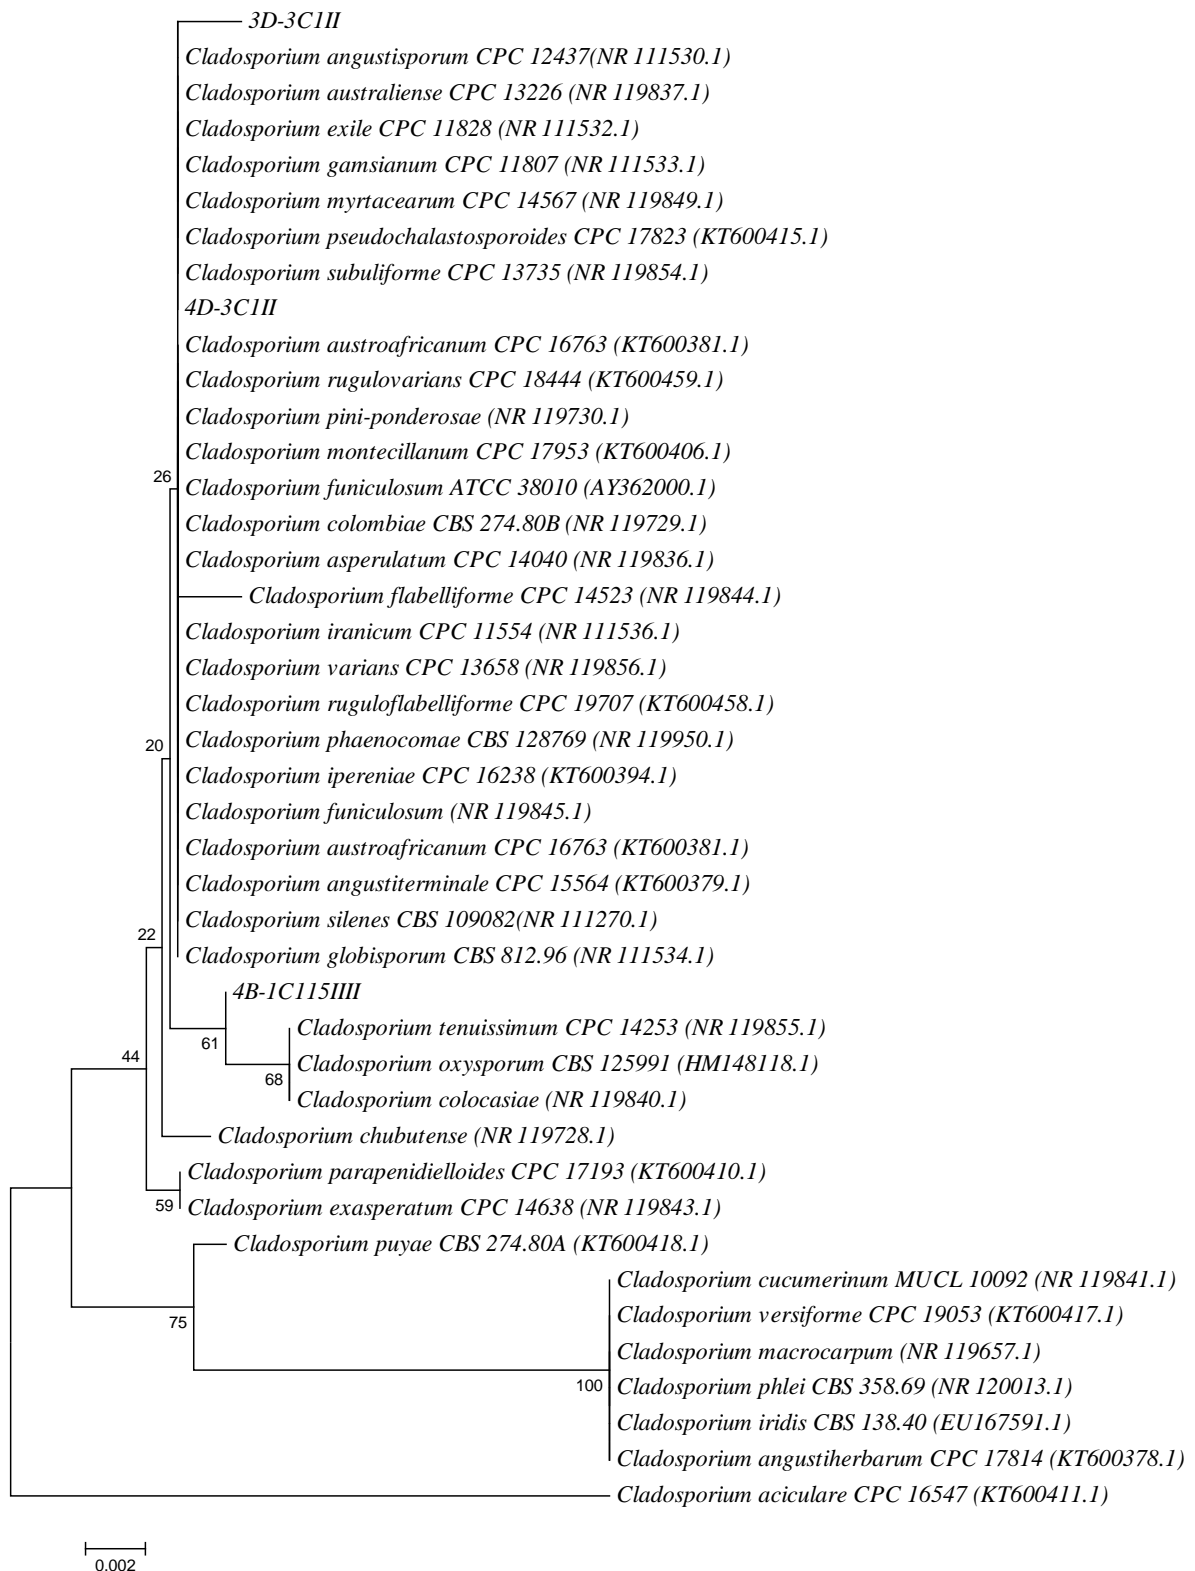 3D-3C1II
Cladosporium angustisporum CPC 12437(NR 111530.1)
Cladosporium australiense CPC 13226 (NR 119837.1)
Cladosporium exile CPC 11828 (NR 111532.1)
Cladosporium gamsianum CPC 11807 (NR 111533.1)
Cladosporium myrtacearum CPC 14567 (NR 119849.1)
Cladosporium pseudochalastosporoides CPC 17823 (KT600415.1)
Cladosporium subuliforme CPC 13735 (NR 119854.1)
4D-3C1II
Cladosporium austroafricanum CPC 16763 (KT600381.1)
Cladosporium rugulovarians CPC 18444 (KT600459.1)
Cladosporium pini-ponderosae (NR 119730.1)
Cladosporium montecillanum CPC 17953 (KT600406.1)
26
Cladosporium funiculosum ATCC 38010 (AY362000.1)
Cladosporium colombiae CBS 274.80B (NR 119729.1)
Cladosporium asperulatum CPC 14040 (NR 119836.1)
Cladosporium flabelliforme CPC 14523 (NR 119844.1)
Cladosporium iranicum CPC 11554 (NR 111536.1)
Cladosporium varians CPC 13658 (NR 119856.1)
Cladosporium ruguloflabelliforme CPC 19707 (KT600458.1)
Cladosporium phaenocomae CBS 128769 (NR 119950.1)
20
Cladosporium ipereniae CPC 16238 (KT600394.1)
Cladosporium funiculosum (NR 119845.1)
Cladosporium austroafricanum CPC 16763 (KT600381.1)
Cladosporium angustiterminale CPC 15564 (KT600379.1)
Cladosporium silenes CBS 109082(NR 111270.1)
22
Cladosporium globisporum CBS 812.96 (NR 111534.1)
4B-1C115IIII
Cladosporium tenuissimum CPC 14253 (NR 119855.1)
61
44
Cladosporium oxysporum CBS 125991 (HM148118.1)
68
Cladosporium colocasiae (NR 119840.1)
Cladosporium chubutense (NR 119728.1)
Cladosporium parapenidielloides CPC 17193 (KT600410.1)
59
Cladosporium exasperatum CPC 14638 (NR 119843.1)
Cladosporium puyae CBS 274.80A (KT600418.1)
Cladosporium cucumerinum MUCL 10092 (NR 119841.1)
Cladosporium versiforme CPC 19053 (KT600417.1)
75
Cladosporium macrocarpum (NR 119657.1)
100
Cladosporium phlei CBS 358.69 (NR 120013.1)
Cladosporium iridis CBS 138.40 (EU167591.1)
Cladosporium angustiherbarum CPC 17814 (KT600378.1)
Cladosporium aciculare CPC 16547 (KT600411.1)
0.002